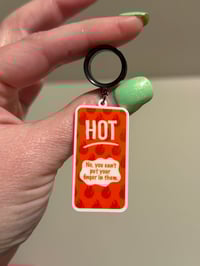 HOT
No, you can't
put your
finger in them